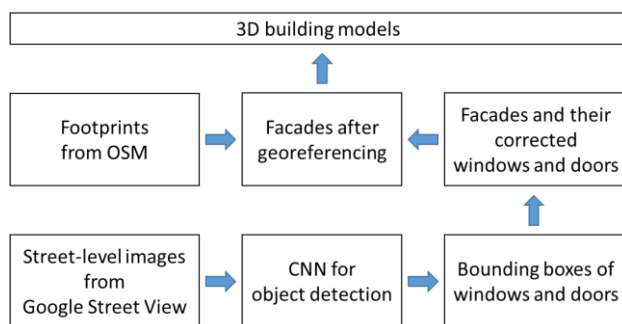 3D building models
Footprints
from OSM
Facades after
georeferencing
Facades and their
corrected
windows and doors
Street-level images
from
Google Street View
CNN for
object detection
Bounding boxes of
windows and doors